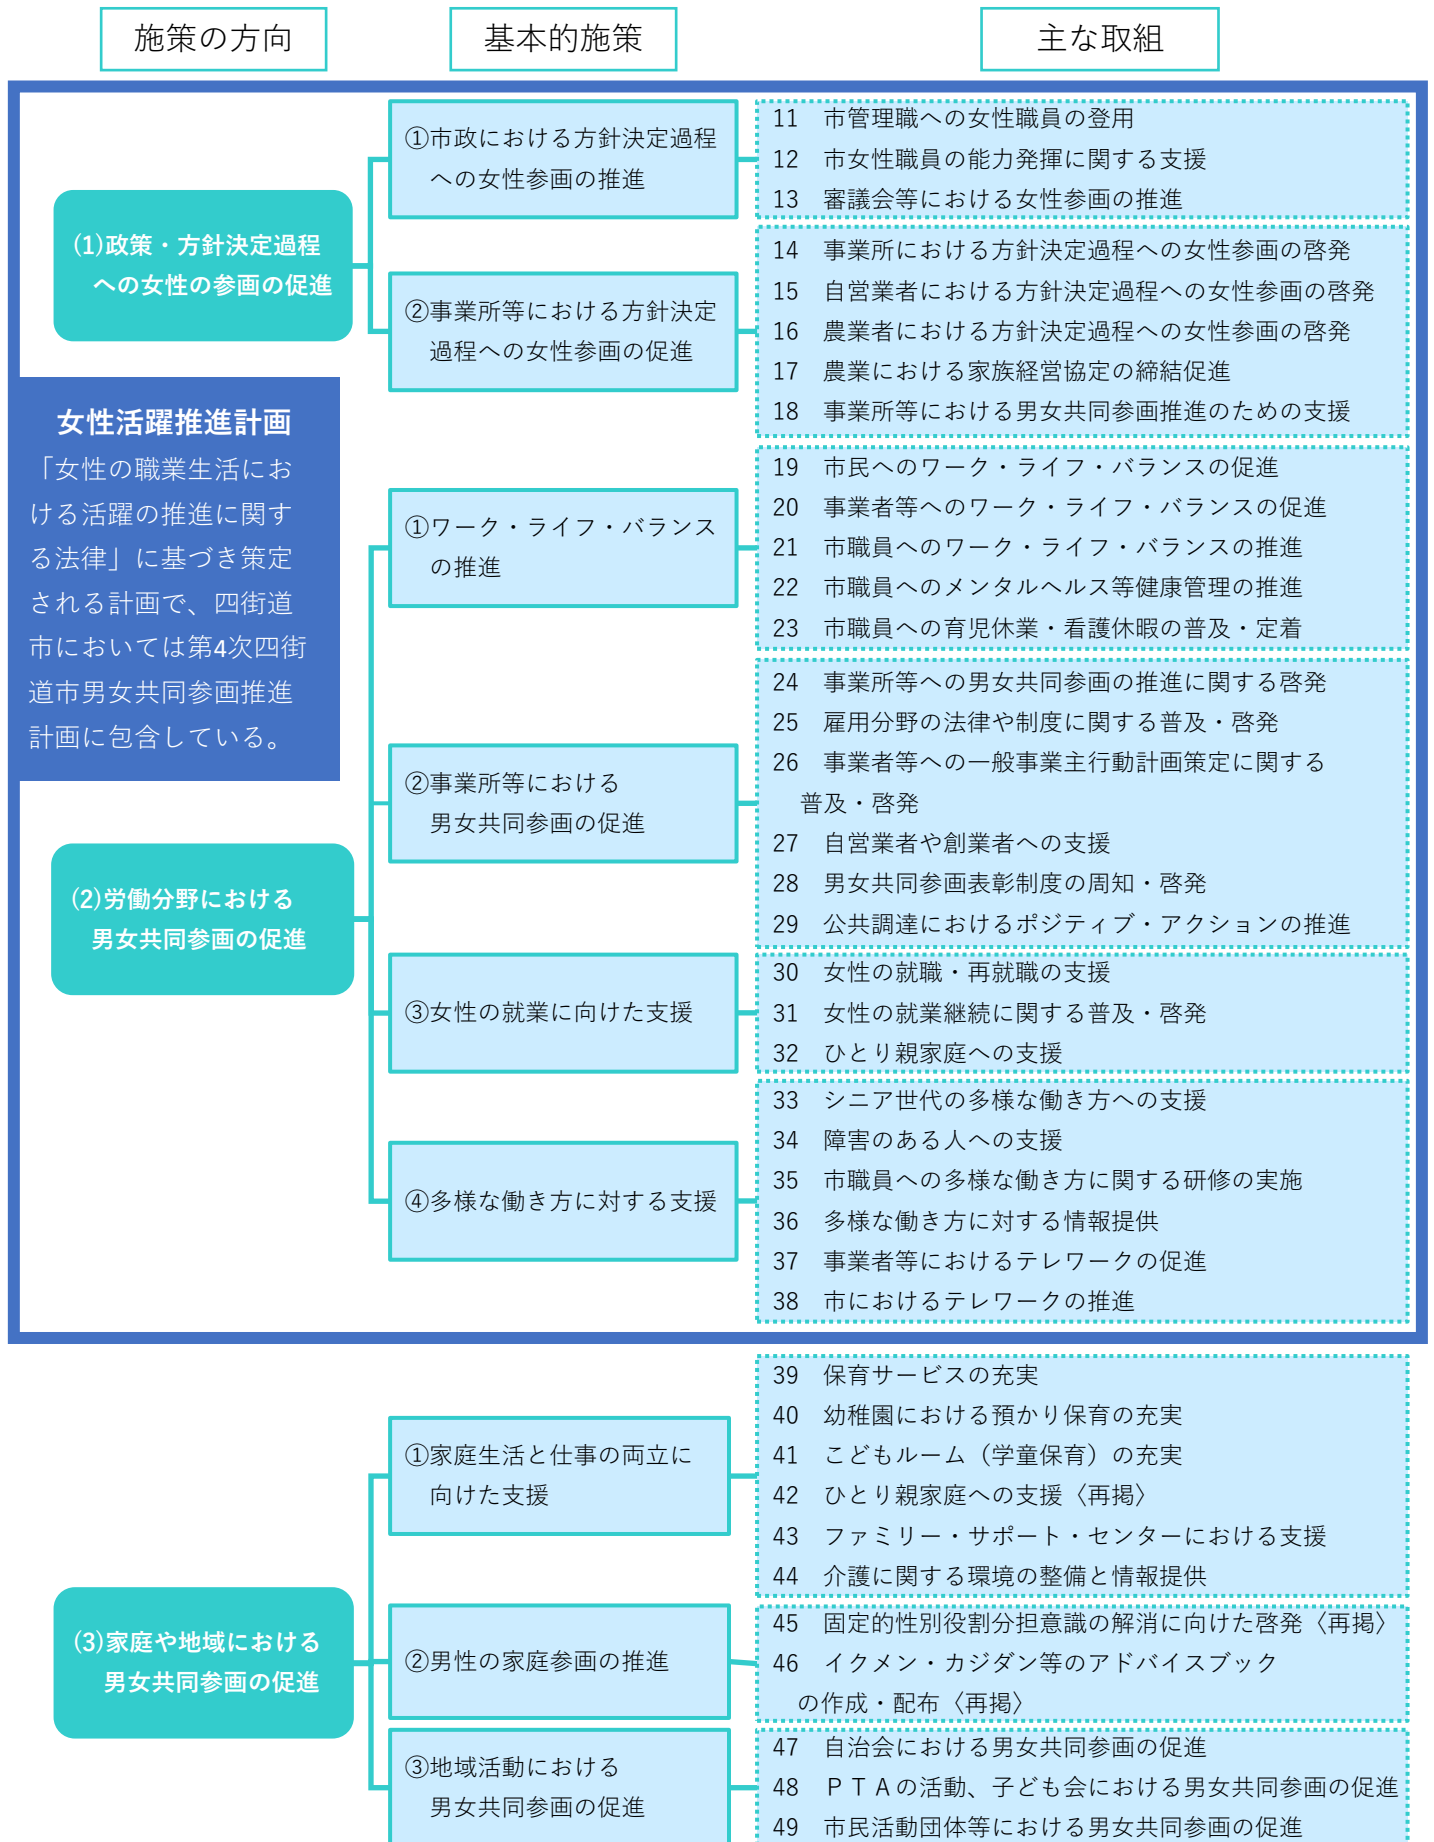 施策の方向
基本的施策
主な取組
(1)政策・方針決定過程
への女性の参画の促進
①市政における方針決定過程
への女性参画の推進
11 市管理職への女性職員の登用
12 市女性職員の能力発揮に関する支援
13 審議会等における女性参画の推進
②事業所等における方針決定
過程への女性参画の促進
14 事業所における方針決定過程への女性参画の啓発
15 自営業者における方針決定過程への女性参画の啓発
16 農業者における方針決定過程への女性参画の啓発
17 農業における家族経営協定の締結促進
18 事業所等における男女共同参画推進のための支援
女性活躍推進計画
「女性の職業生活にお
ける活躍の推進に関す
る法律」に基づき策定
される計画で、四街道
市においては第4次四街
道市男女共同参画推進
計画に包含している。
(2)労働分野における
男女共同参画の促進
①ワーク・ライフ・バランス
の推進
19 市民へのワーク・ライフ・バランスの促進
20 事業者等へのワーク・ライフ・バランスの促進
21 市職員へのワーク・ライフ・バランスの推進
22 市職員へのメンタルヘルス等健康管理の推進
23 市職員への育児休業・看護休暇の普及・定着
②事業所等における
男女共同参画の促進
24 事業所等への男女共同参画の推進に関する啓発
25 雇用分野の法律や制度に関する普及・啓発
26 事業者等への一般事業主行動計画策定に関する
普及・啓発
27 自営業者や創業者への支援
28 男女共同参画表彰制度の周知・啓発
29 公共調達におけるポジティブ・アクションの推進
③女性の就業に向けた支援
30 女性の就職・再就職の支援
31 女性の就業継続に関する普及・啓発
32 ひとり親家庭への支援
④多様な働き方に対する支援
33 シニア世代の多様な働き方への支援
34 障害のある人への支援
35 市職員への多様な働き方に関する研修の実施
36 多様な働き方に対する情報提供
37 事業者等におけるテレワークの促進
38 市におけるテレワークの推進
(3)家庭や地域における
男女共同参画の促進
①家庭生活と仕事の両立に
向けた支援
39 保育サービスの充実
40 幼稚園における預かり保育の充実
41 こどもルーム（学童保育）の充実
42 ひとり親家庭への支援〈再掲〉
43 ファミリー・サポート・センターにおける支援
44 介護に関する環境の整備と情報提供
②男性の家庭参画の推進
45 固定的性別役割分担意識の解消に向けた啓発〈再掲〉
46 イクメン・カジダン等のアドバイスブック
の作成・配布〈再掲〉
③地域活動における
男女共同参画の促進
47 自治会における男女共同参画の促進
48 ＰＴＡの活動、子ども会における男女共同参画の促進
49 市民活動団体等における男女共同参画の促進